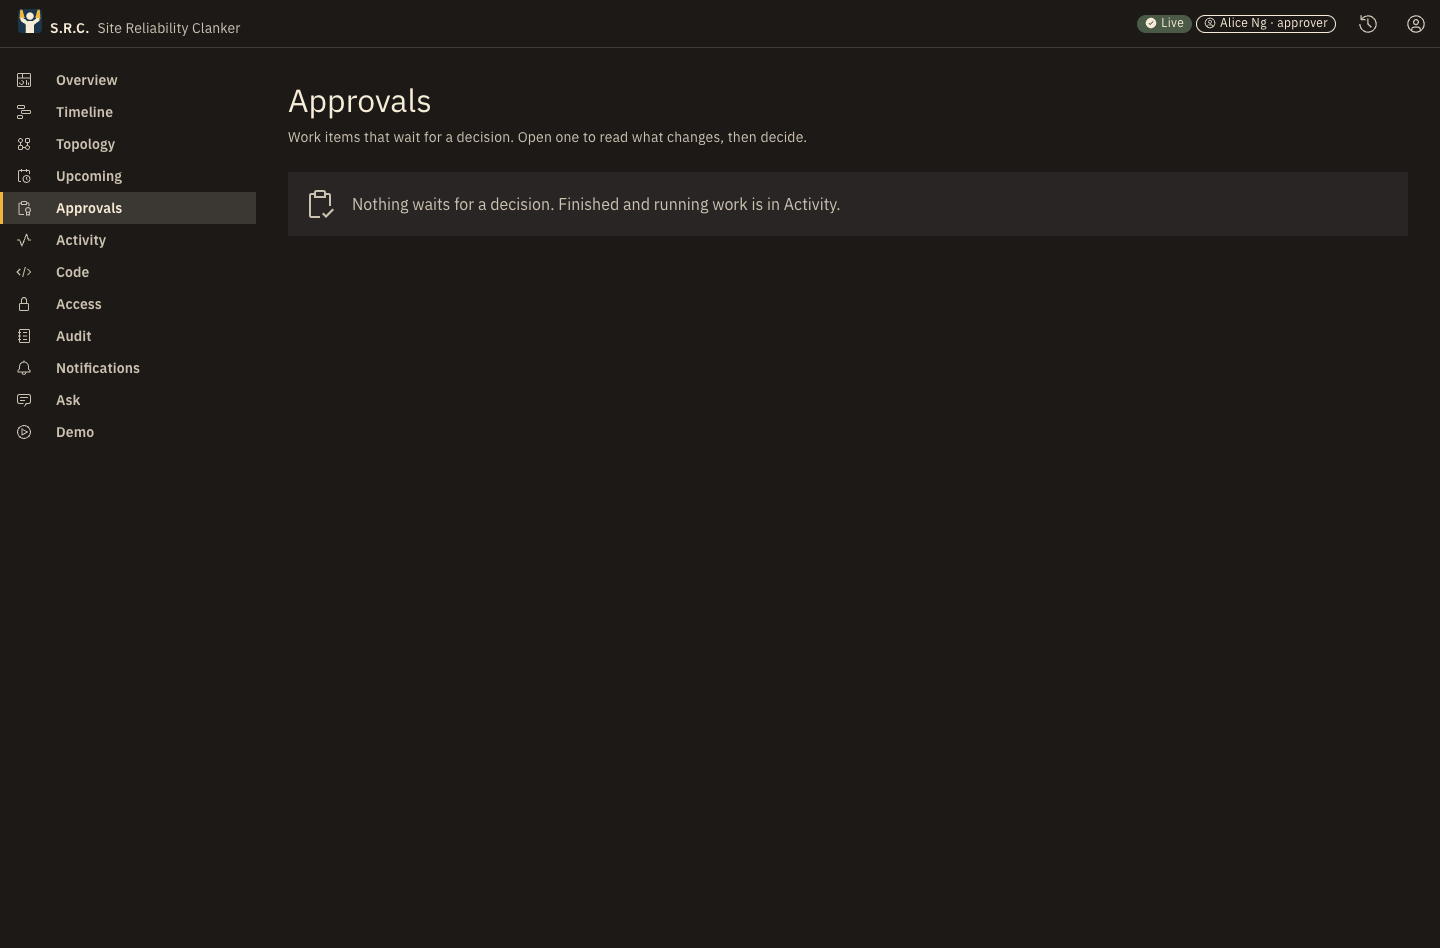 S.R.C. Site Reliability Clanker
Live
Alice Ng · approver
Overview
Timeline
Topology
Upcoming
Approvals
Activity
Code
Access
Audit
Notifications
Ask
Demo
Approvals
Work items that wait for a decision. Open one to read what changes, then decide.
Nothing waits for a decision. Finished and running work is in Activity.